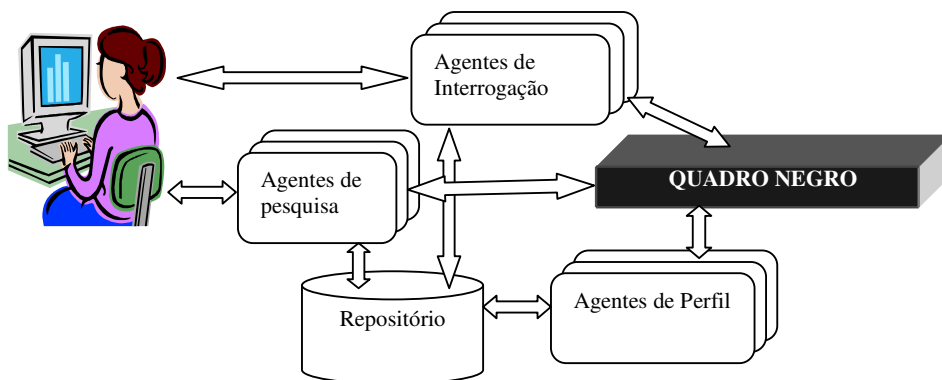 Agentes de
Interrogação
Agentes de
pesquisa
QUADRO NEGRO
Repositório
Agentes de Perfil